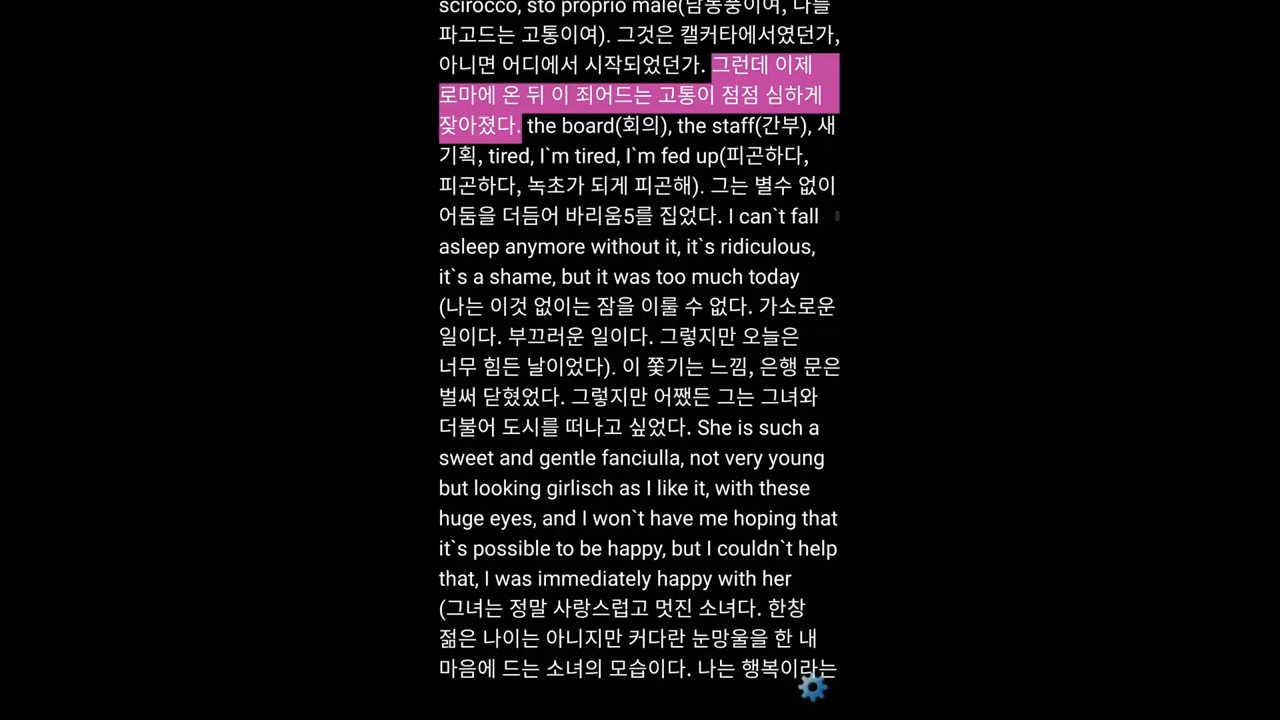 scirocco, sto proprio male(남동풍이여, 나를
파고드는 고통이여). 그것은 캘커타에서였던가,
아니면 어디에서 시작되었던가. 그런데 이제
로마에 온 뒤 이 죄어드는 고통이 점점 심하게
잦아졌다. the board(회의), the staff(간부), 새
기획, tired, I`m tired, I`m fed up(피곤하다,
피곤하다, 녹초가 되게 피곤해). 그는 별수 없이
어둠을 더듬어 바리움5를 집었다. I can`t fall
asleep anymore without it, it`s ridiculous,
it`s a shame, but it was too much today
(나는 이것 없이는 잠을 이룰 수 없다. 가소로운
일이다. 부끄러운 일이다. 그렇지만 오늘은
너무 힘든 날이었다). 이 쫓기는 느낌, 은행 문은
벌써 닫혔었다. 그렇지만 어쨌든 그는 그녀와
더불어 도시를 떠나고 싶었다. She is such a
sweet and gentle fanciulla, not very young
but looking girlisch as I like it, with these
huge eyes, and I won`t have me hoping that
it`s possible to be happy, but I couldn`t help
that, I was immediately happy with her
(그녀는 정말 사랑스럽고 멋진 소녀다. 한창
젊은 나이는 아니지만 커다란 눈망울을 한 내
마음에 드는 소녀의 모습이다. 나는 행복이라는